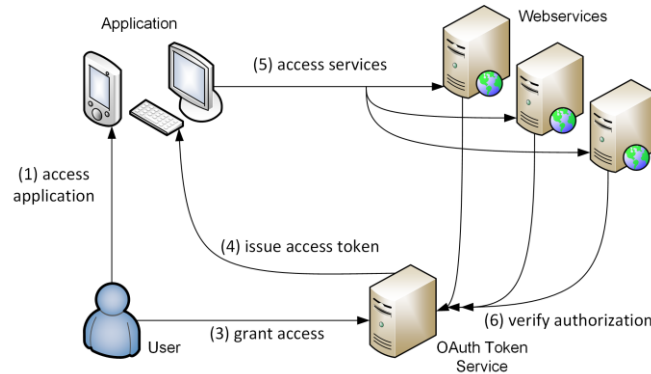 Application
Webservices
(5) access services
(1) access
application
(4) issue access token
(3) grant access
(6) verify authorization
User
OAuth Token
Service